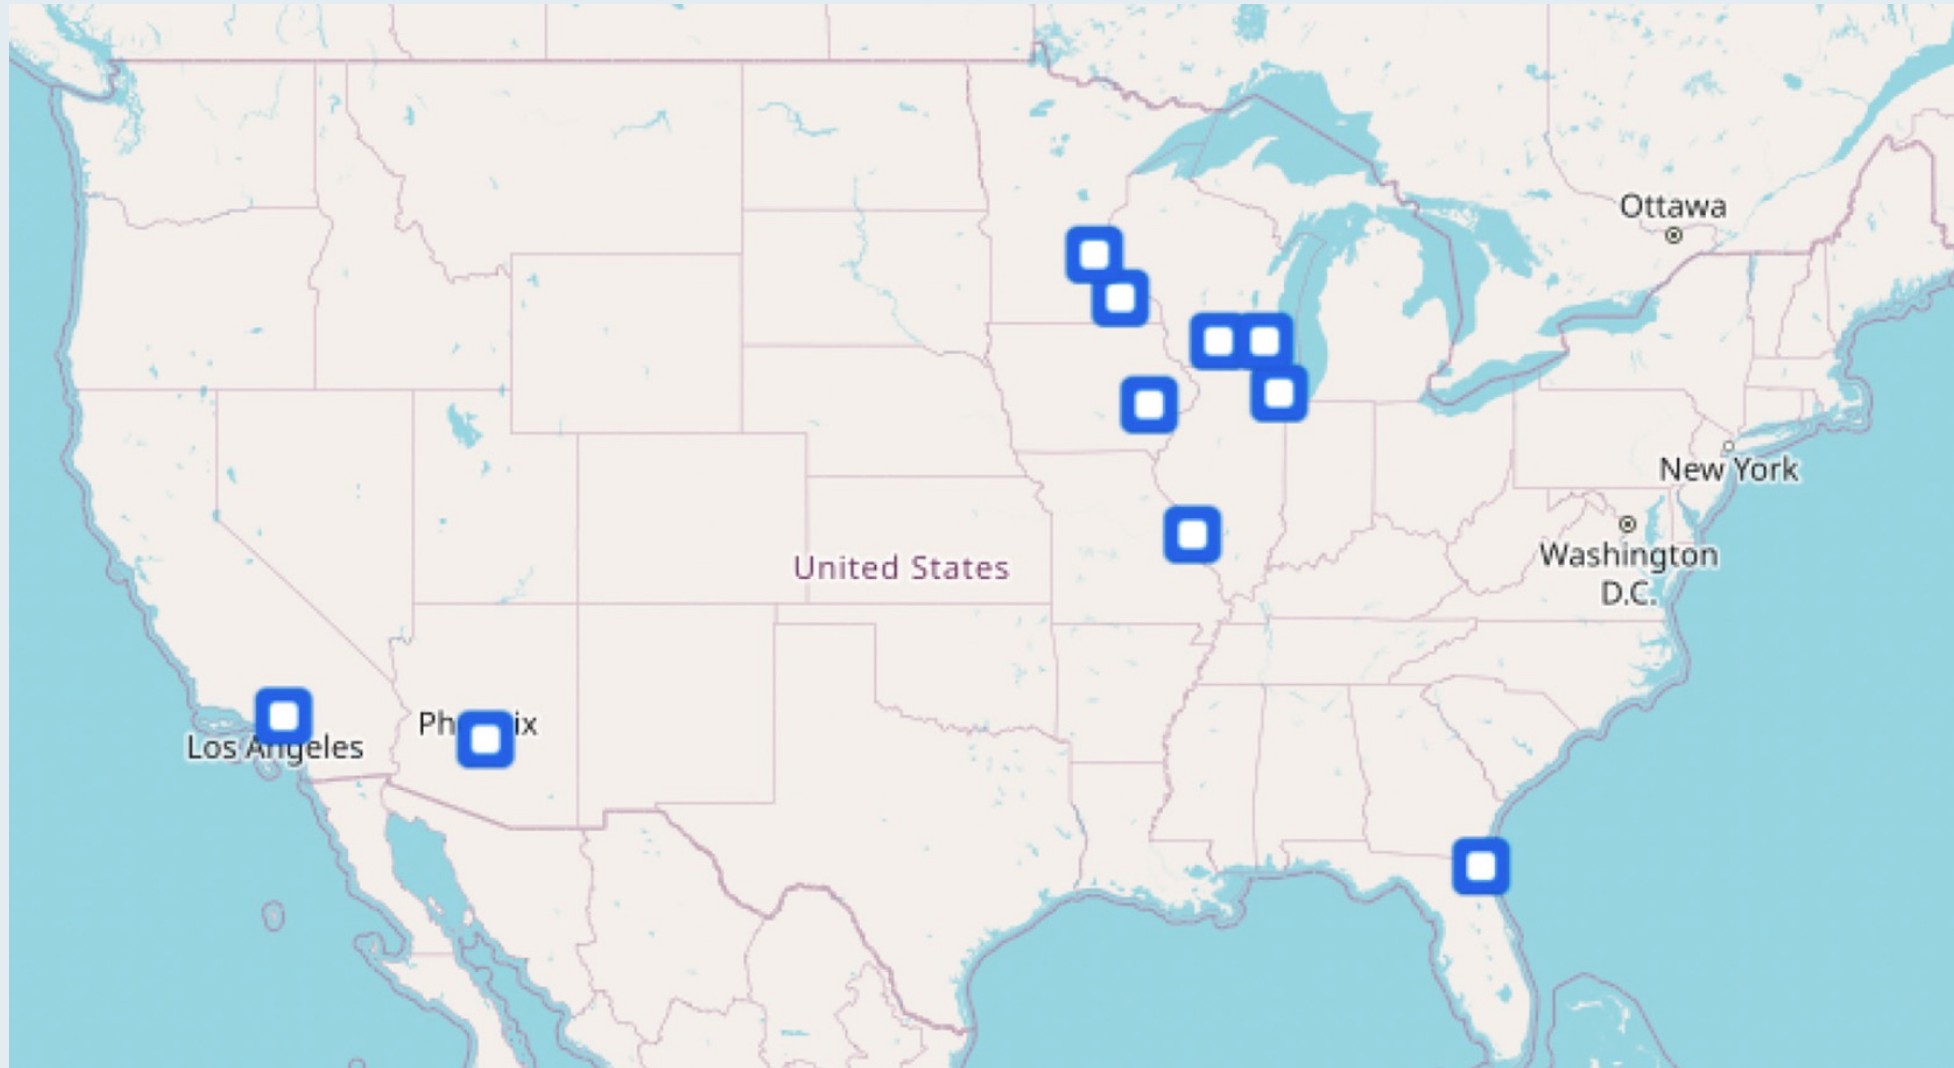 Ottawa
New York
Washington
D.C.
United States
Los Angeles